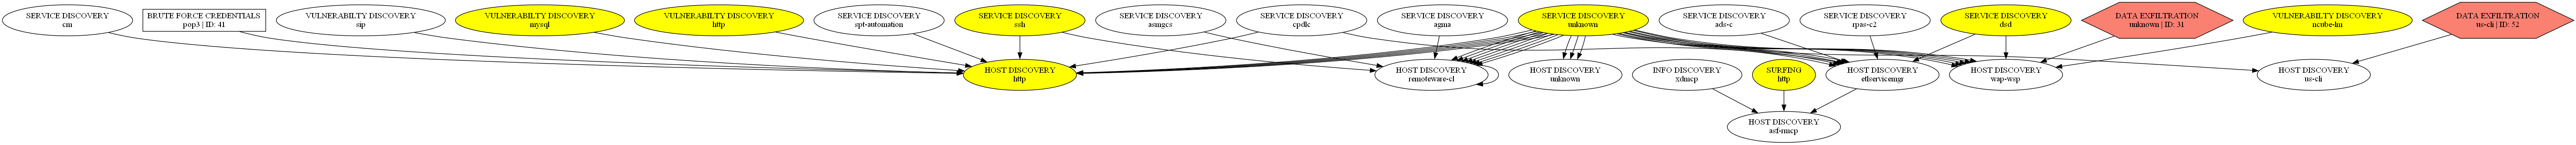 SERVICE DISCOVERY
cm
BRUTE FORCE CREDENTIALS
pop3 | ID: 41
VULNERABILTY DISCOVERY
sip
VULNERABILTY DISCOVERY
mysql
VULNERABILTY DISCOVERY
http
SERVICE DISCOVERY
spt-automation
SERVICE DISCOVERY
ssh
SERVICE DISCOVERY
asmgcs
SERVICE DISCOVERY
cpdlc
SERVICE DISCOVERY
agma
SERVICE DISCOVERY
unknown
SERVICE DISCOVERY
ads-c
SERVICE DISCOVERY
rpas-c2
SERVICE DISCOVERY
dsd
DATA EXFILTRATION
unknown | ID: 31
VULNERABILTY DISCOVERY
ncube-lm
DATA EXFILTRATION
us-cli | ID: 52
HOST DISCOVERY
http
HOST DISCOVERY
remoteware-cl
HOST DISCOVERY
unknown
INFO DISCOVERY
xdmcp
SURFING
http
HOST DISCOVERY
etlservicemgr
HOST DISCOVERY
wap-wsp
HOST DISCOVERY
us-cli
HOST DISCOVERY
asf-rmcp